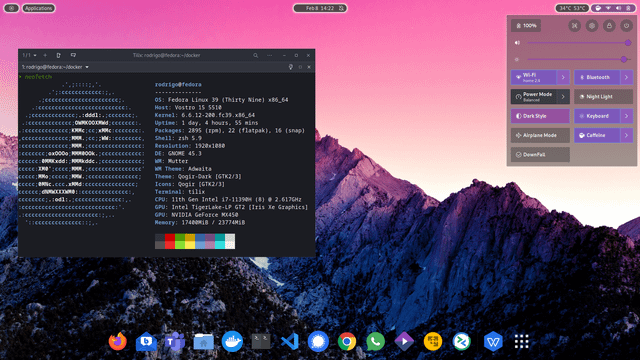 Applications
Feb 8 14:22
34°C 53°C
1/1
Tilix: rodrigo@fedora:~/docker
1: rodrigo@fedora:~/docker
neofetch
rodrigo@fedora
--------------
OS: Fedora Linux 39 (Thirty Nine) x86_64
Host: Vostro 15 5510
Kernel: 6.6.12-200.fc39.x86_64
Uptime: 1 day, 4 hours, 55 mins
Packages: 2895 (rpm), 22 (flatpak), 16 (snap)
Shell: zsh 5.9
Resolution: 1920x1080
DE: GNOME 45.3
WM: Mutter
WM Theme: Adwaita
Theme: Qogir-Dark [GTK2/3]
Icons: Qogir [GTK2/3]
Terminal: tilix
CPU: 11th Gen Intel i7-11390H (8) @ 2.617GHz
GPU: Intel TigerLake-LP GT2 [Iris Xe Graphics]
GPU: NVIDIA GeForce MX450
Memory: 17400MiB / 23774MiB
100%
Wi-Fi
Bluetooth
Power Mode
Balanced
Night Light
Dark Style
Keyboard
Airplane Mode
Caffeine
Downfall